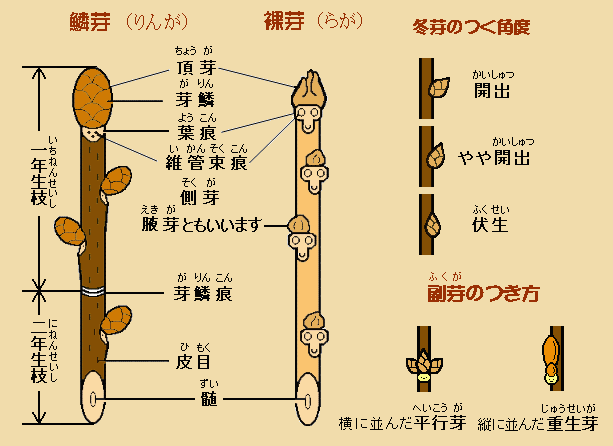 鱗芽（りんが）
裸芽（らが）
冬芽のつく角度
ちょう が
頂芽
が りん
芽鱗
よう こん
葉痕
い かん そく こん
維管束痕
そく が
側芽
えき が
腋芽ともいいます
が りん こん
芽鱗痕
ひ もく
皮目
ずい
髄
いちねんせいし
一年生枝
にねんせいし
二年生枝
かいしゅつ
開出
かいしゅつ
やや開出
ふくせい
伏生
ふくが
副芽のつき方
へいこう が
横に並んだ平行芽
じゅうせいが
縦に並んだ重生芽